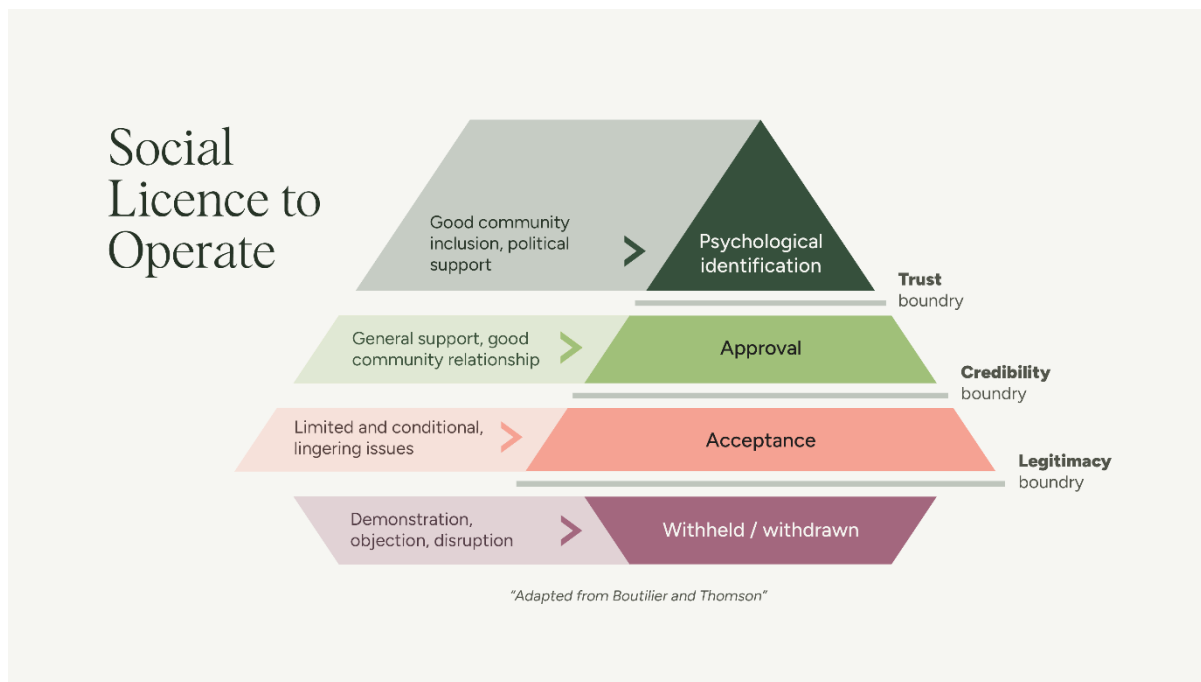 Social
Licence to
Operate
Good community
inclusion, political
support
Psychological
identification
Trust
boundry
General support, good
community relationship
Approval
Credibility
boundry
Limited and conditional,
lingering issues
Acceptance
Legitimacy
boundry
Demonstration,
objection, disruption
Withheld / withdrawn
“Adapted from Boutilier and Thomson”